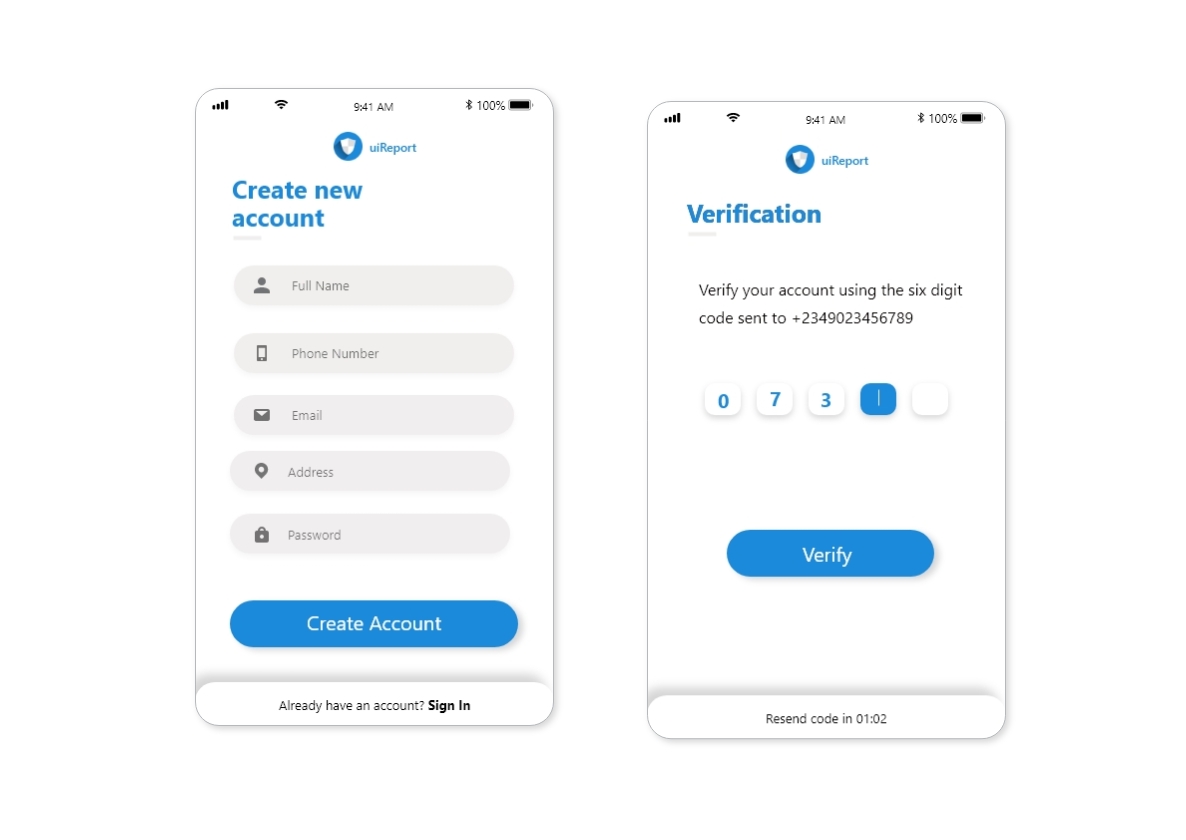 9:41 AM
100%
uiReport
Create new
account
Full Name
Phone Number
Email
Address
Password
Create Account
Already have an account? Sign In
9:41 AM
100%
uiReport
Verification
Verify your account using the six digit
code sent to +2349023456789
0 7 3
Verify
Resend code in 01:02